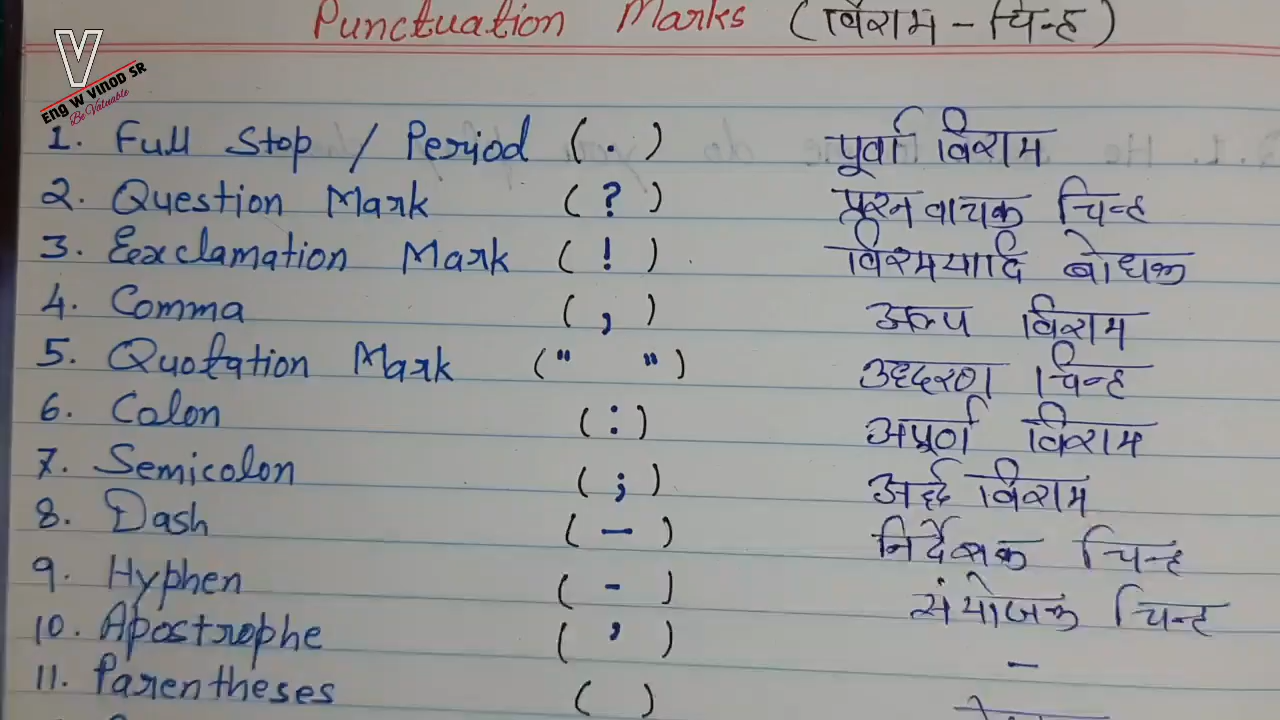 Punctuation Marks (विराम - चिन्ह)
V
Eng W Vinod SR
Be Valuable
1. Full Stop / Period ( . ) पूर्वा विराम
2. Question Mark ( ? ) प्रश्नवाचक चिन्ह
3. Exclamation Mark ( ! ) विश्मयादि बोधक
4. Comma ( , ) अल्प विराम
5. Quotation Mark (" ") उद्दरण चिन्ह
6. Colon ( : ) अपूर्ण विराम
7. Semicolon ( ; ) अर्द्ध विराम
8. Dash ( — ) निर्देशक चिन्ह
9. Hyphen ( - ) संयोजक चिन्ह
10. Apostrophe ( ’ ) —
11. Parentheses ( )